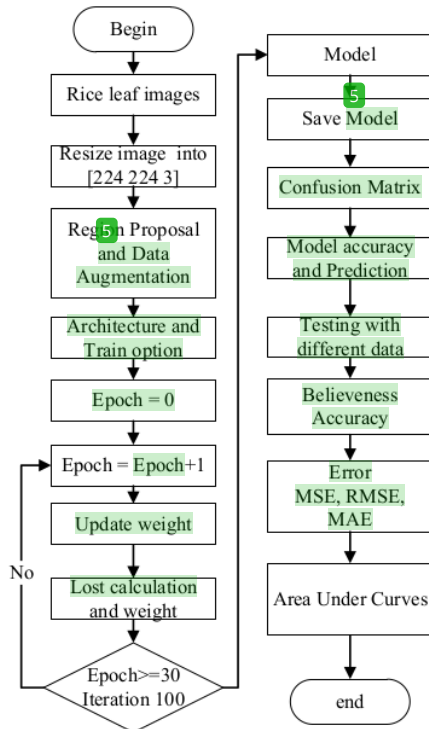 Begin
Rice leaf images
Resize image into
[224 224 3]
5
Region Proposal
and Data
Augmentation
Architecture and
Train option
Epoch = 0
Epoch = Epoch+1
Update weight
No
Lost calculation
and weight
Epoch>=30
Iteration 100
Model
5
Save Model
Confusion Matrix
Model accuracy
and Prediction
Testing with
different data
Believeness
Accuracy
Error
MSE, RMSE,
MAE
Area Under Curves
end